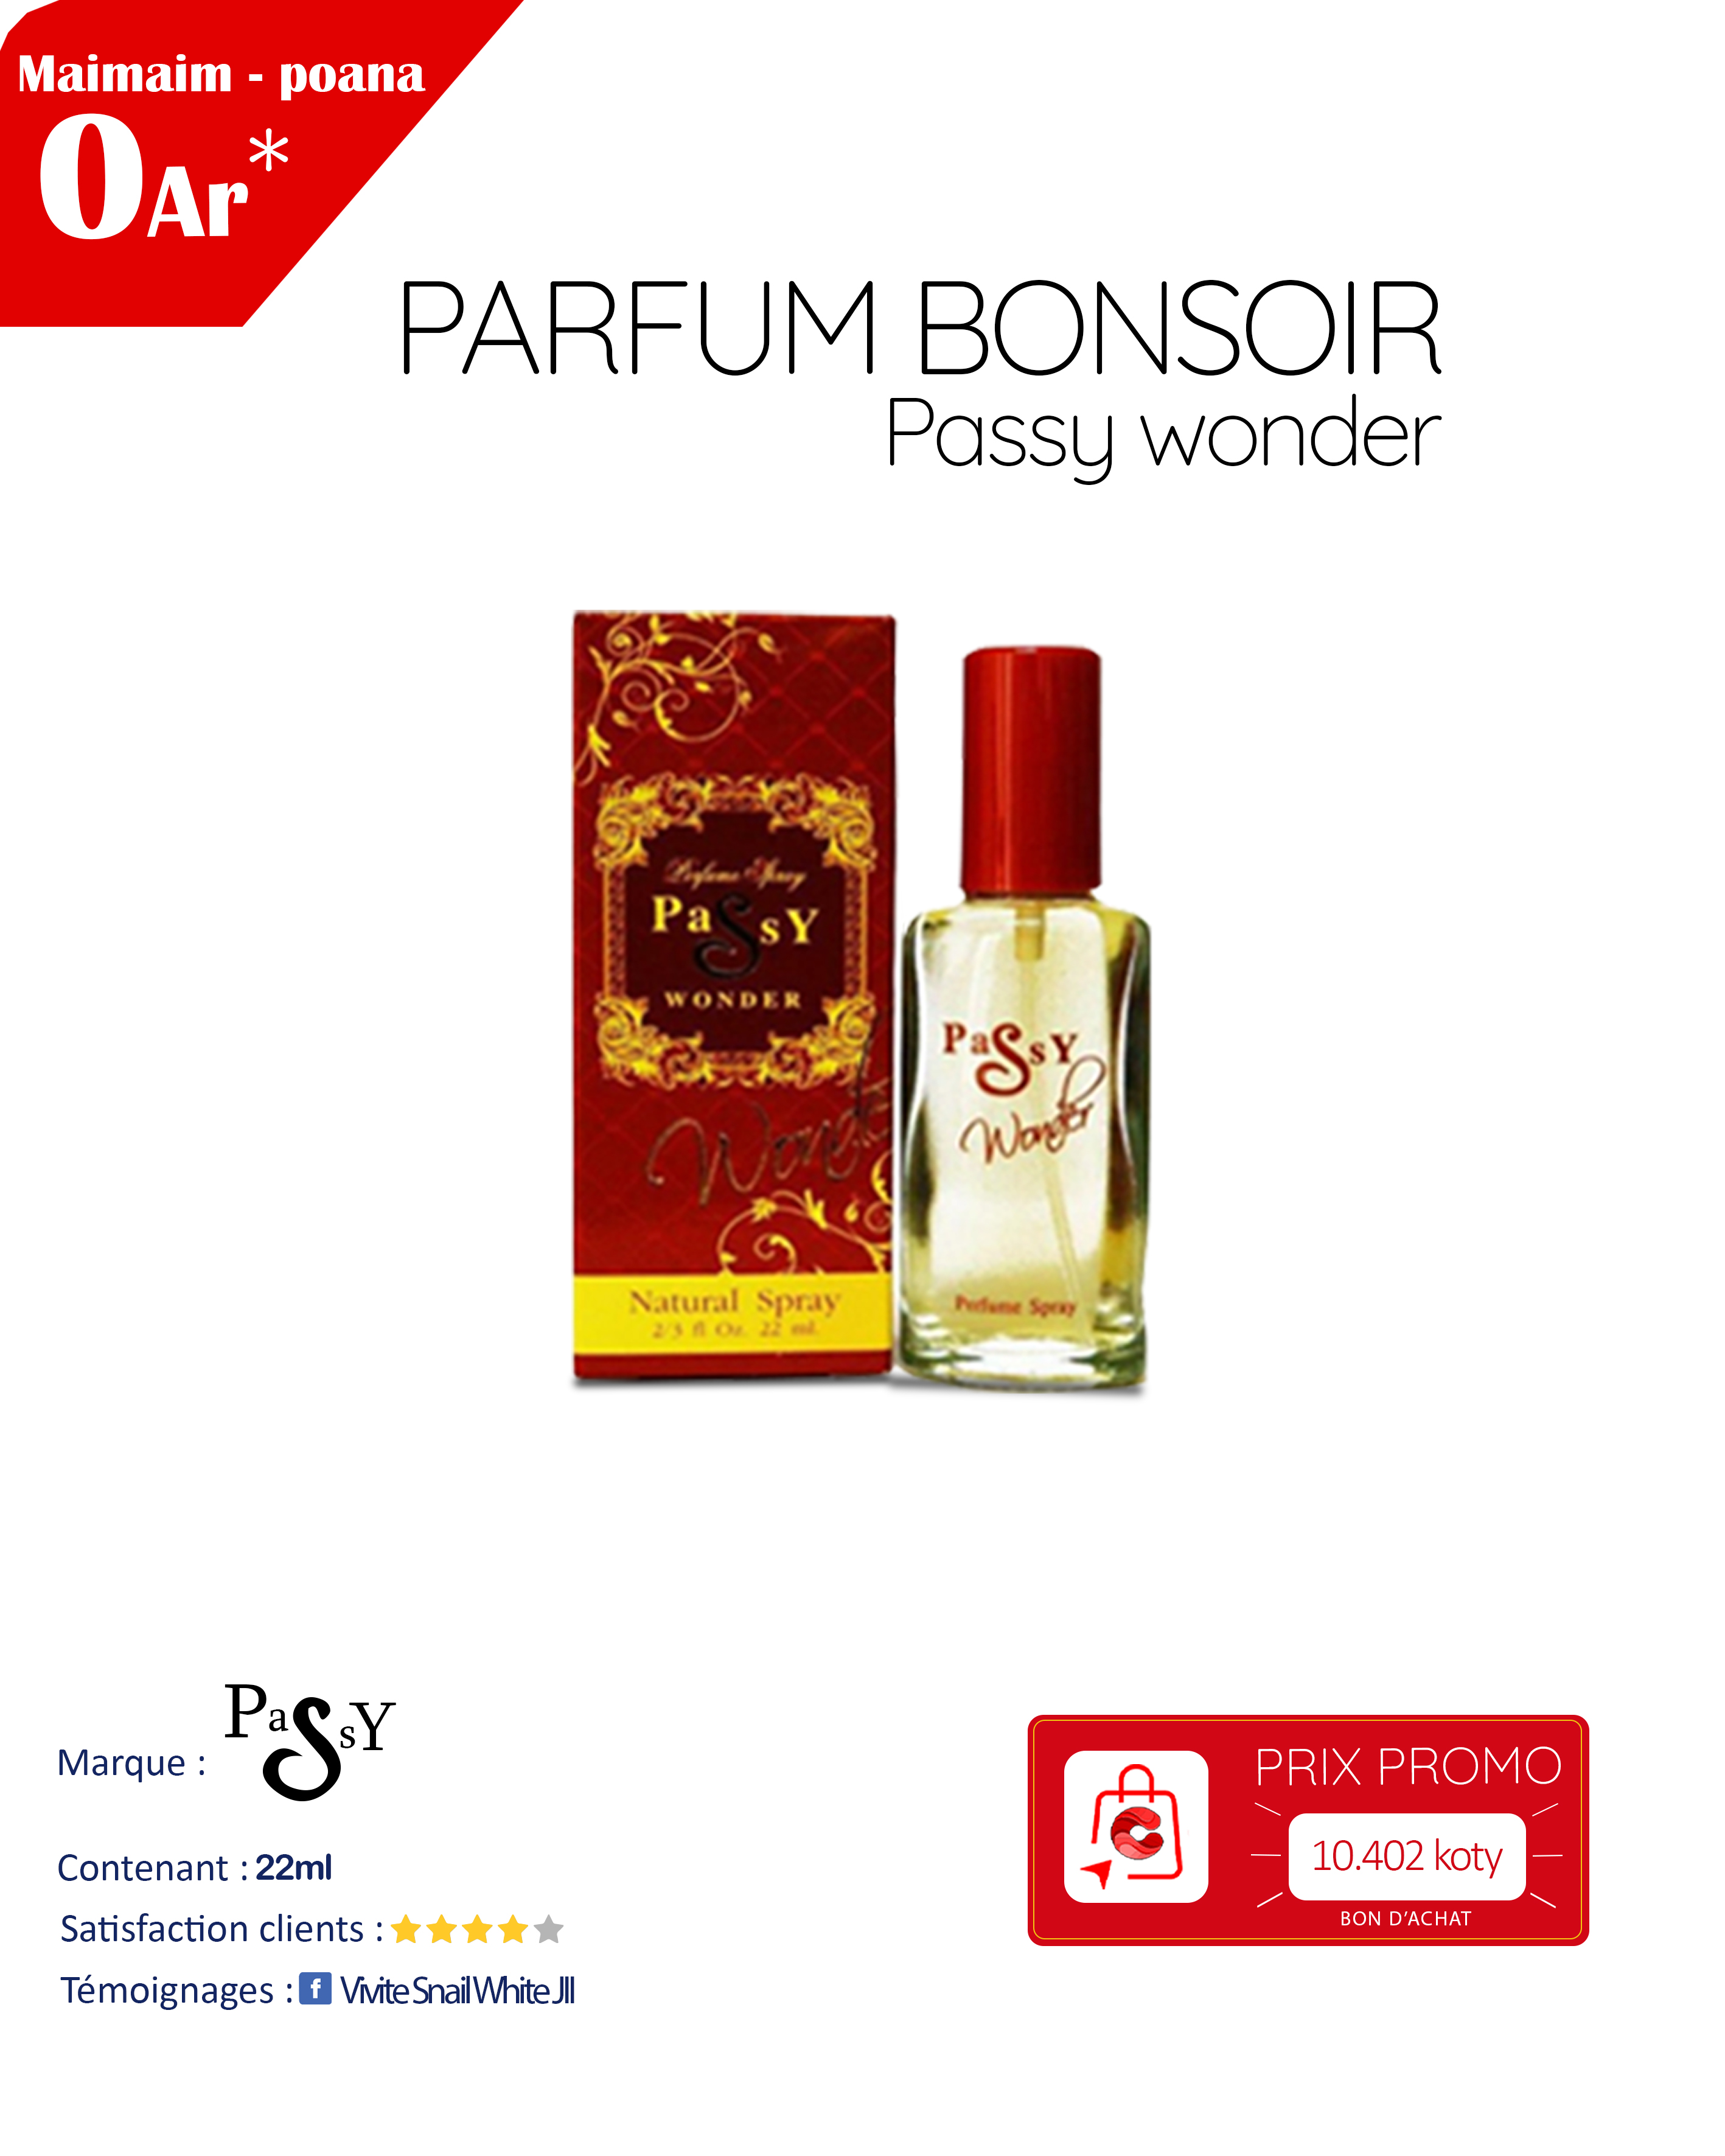 Maimaim - poana
0Ar*
PARFUM BONSOIR
Passy wonder
Perfume Spray
PaSsY
WONDER
Wonde
Natural Spray
2/3 fl Oz. 22 ml.
PaSsY
Wonder
Perfume Spray
Marque : PaSsY
Contenant : 22ml
Satisfaction clients :
Témoignages : f Vivite Snail White Jll
PRIX PROMO
10.402 koty
BON D'ACHAT